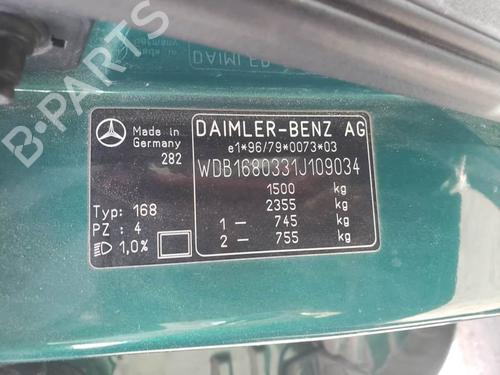 B-PARTS
Made in
Germany
282
DAIMLER-BENZ AG
e1*96/79*0073*03
WDB1680331J109034
1500 kg
2355 kg
Typ: 168
1– 745 kg
PZ : 4
2– 755 kg
1,0%